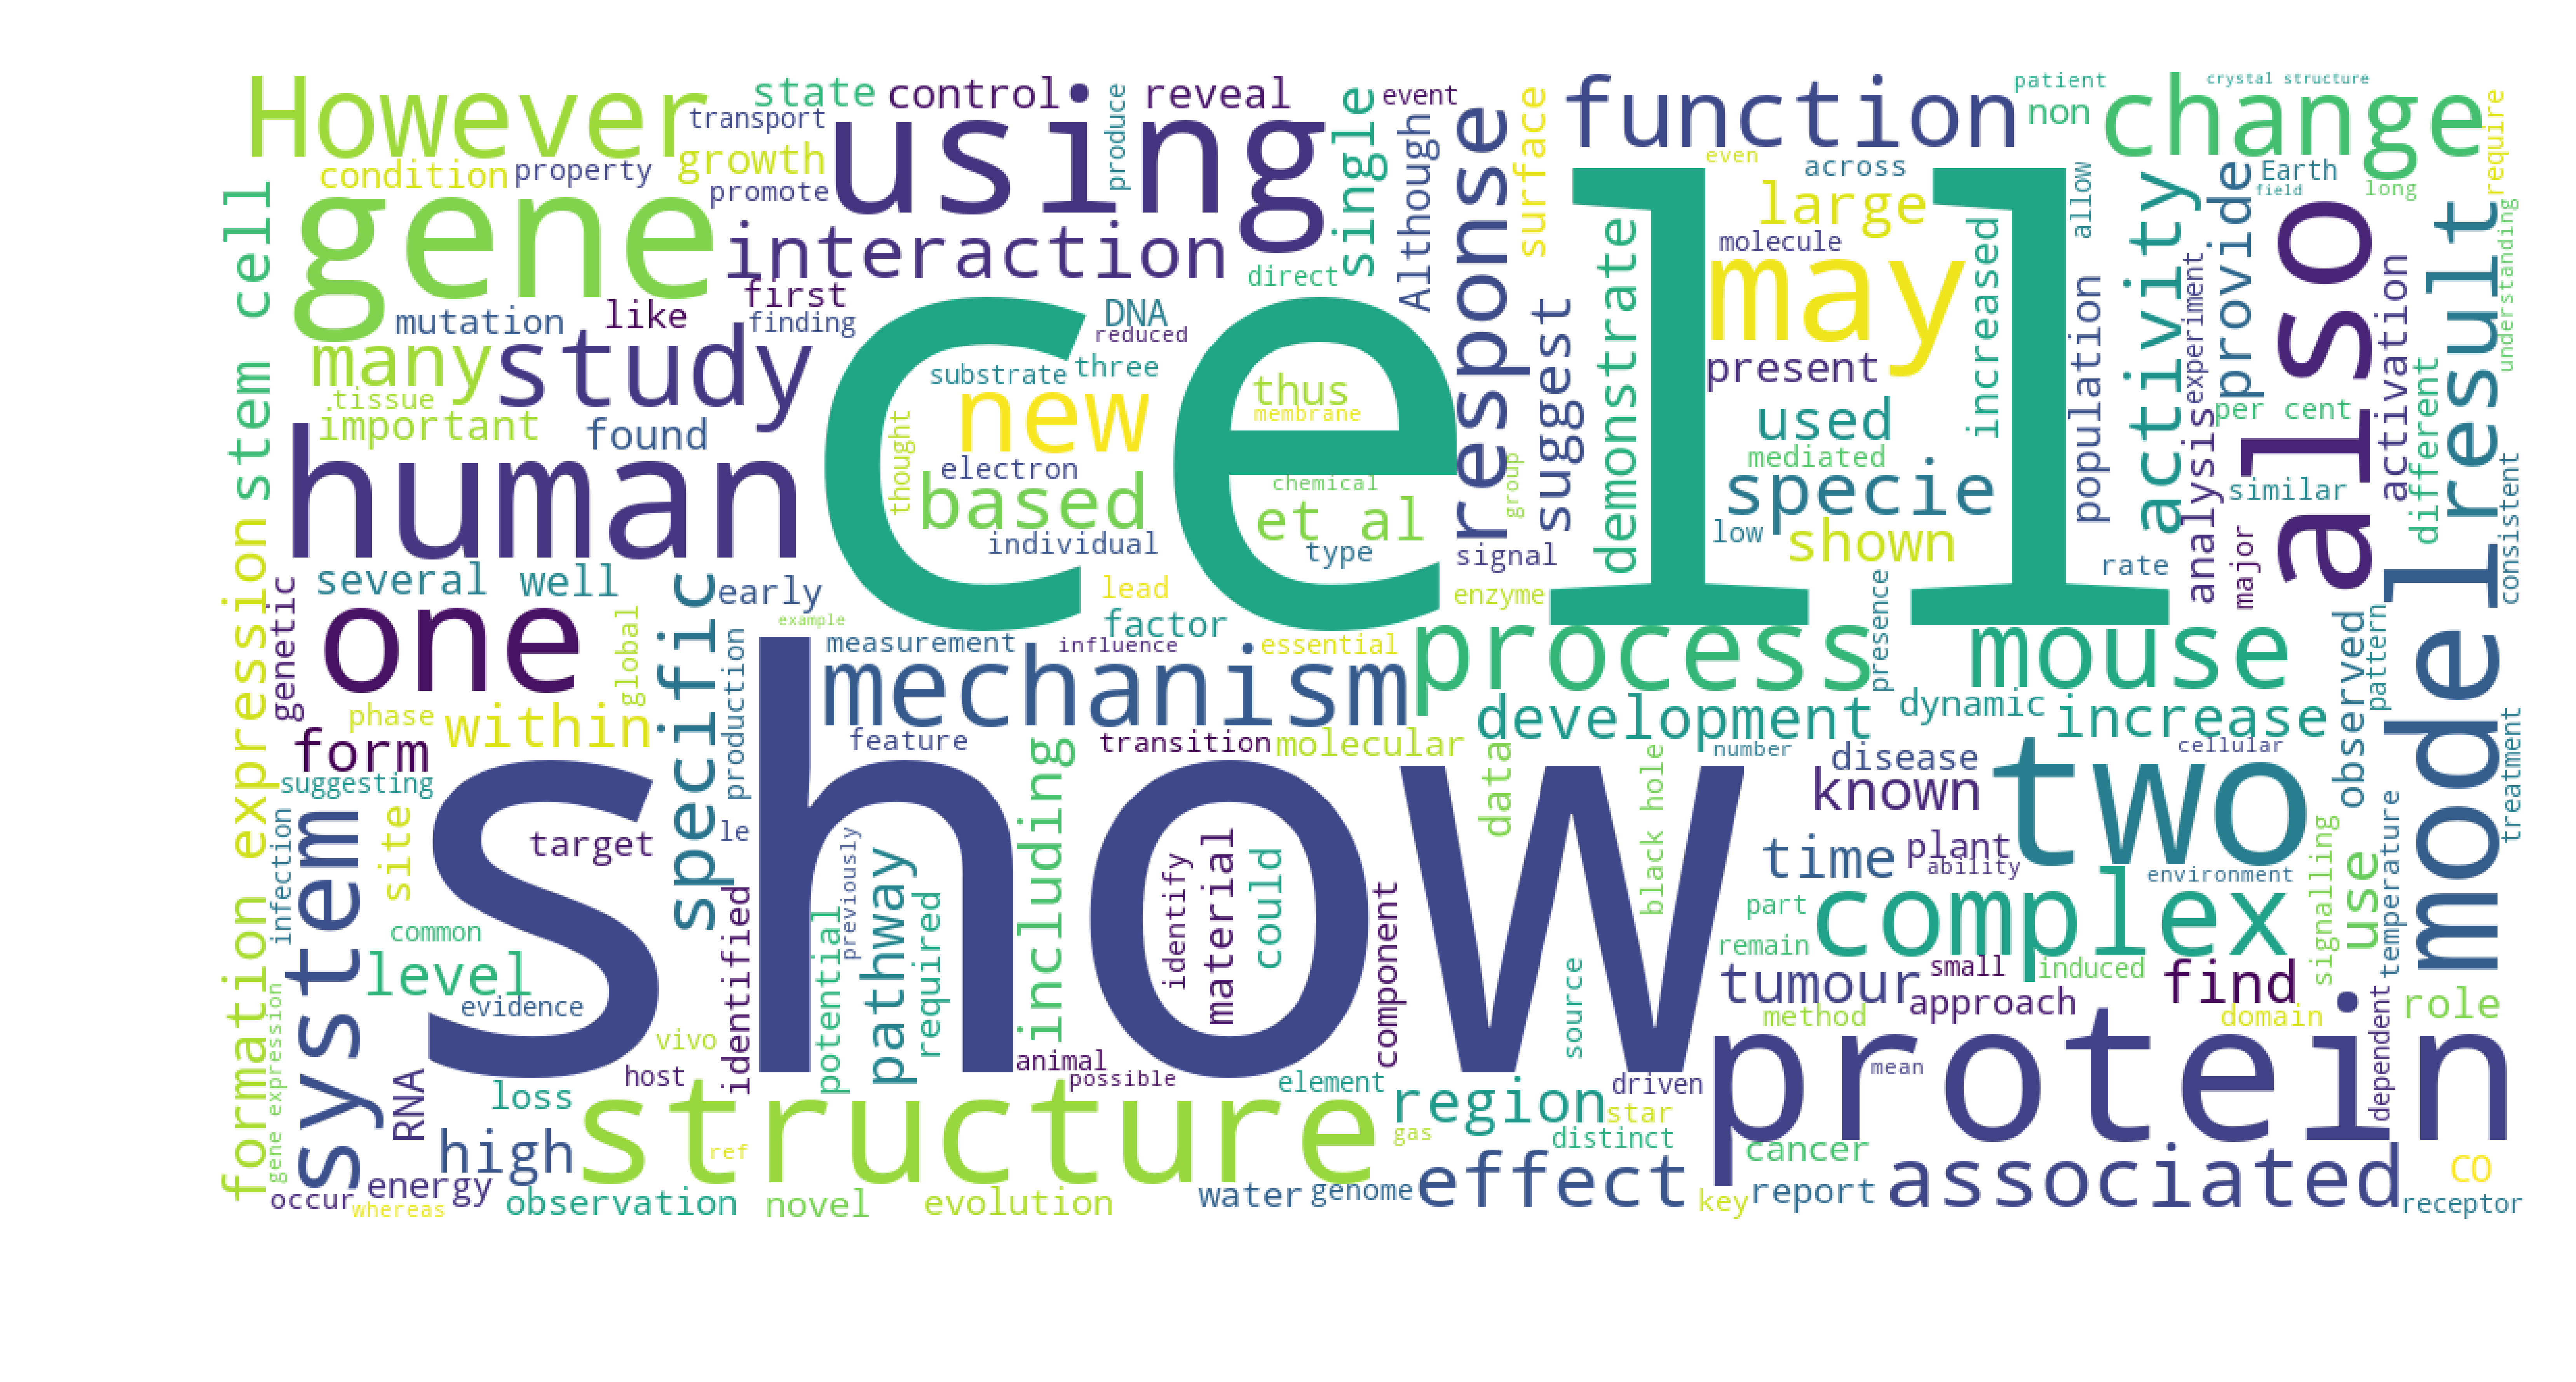 However
state
control
reveal
produce
transport
using
single
event
Although
response
surface
function
patient
non
crystal structure
change
require
condition
property
growth
promote
gene
interaction
direct
even
across
large
molecule
may
allow
increased
activity
provide
Earth
field
long
also
result
understanding
stem cell
mutation
like
first
finding
DNA
reduced
cell
suggest
demonstrate
present
population
experiment
activation
many
study
tissue
important
found
substrate
three
new
thus
membrane
thought
electron
based
chemical
et al
individual
type
group
signal
used
mediated
specie
low
shown
rate
analysis
major
per cent
similar
different
consistent
human
several
well
genetic
one
global
specific
early
example
production
lead
factor
enzyme
measurement
influence
essential
process
presence
mouse
observed
pattern
model
formation expression
phase
within
form
suggesting
mechanism
feature
transition
molecular
development
dynamic
increase
number
cellular
disease
data
black hole
known
two
treatment
infection
system
site
target
le
show
previously
pathway
including
identify
material
could
time
plant
ability
environment
signalling
use
temperature
common
level
evidence
potential
required
component
source
part
remain
complex
tumour
small
induced
approach
find
method
domain
dependent
role
gene expression
RNA
vivo
host
identified
loss
animal
possible
element
driven
mean
protein
high
structure
ref
gas
region
star
distinct
cancer
CO
occur
whereas
energy
observation
novel
evolution
water
genome
effect
key
report
associated
receptor